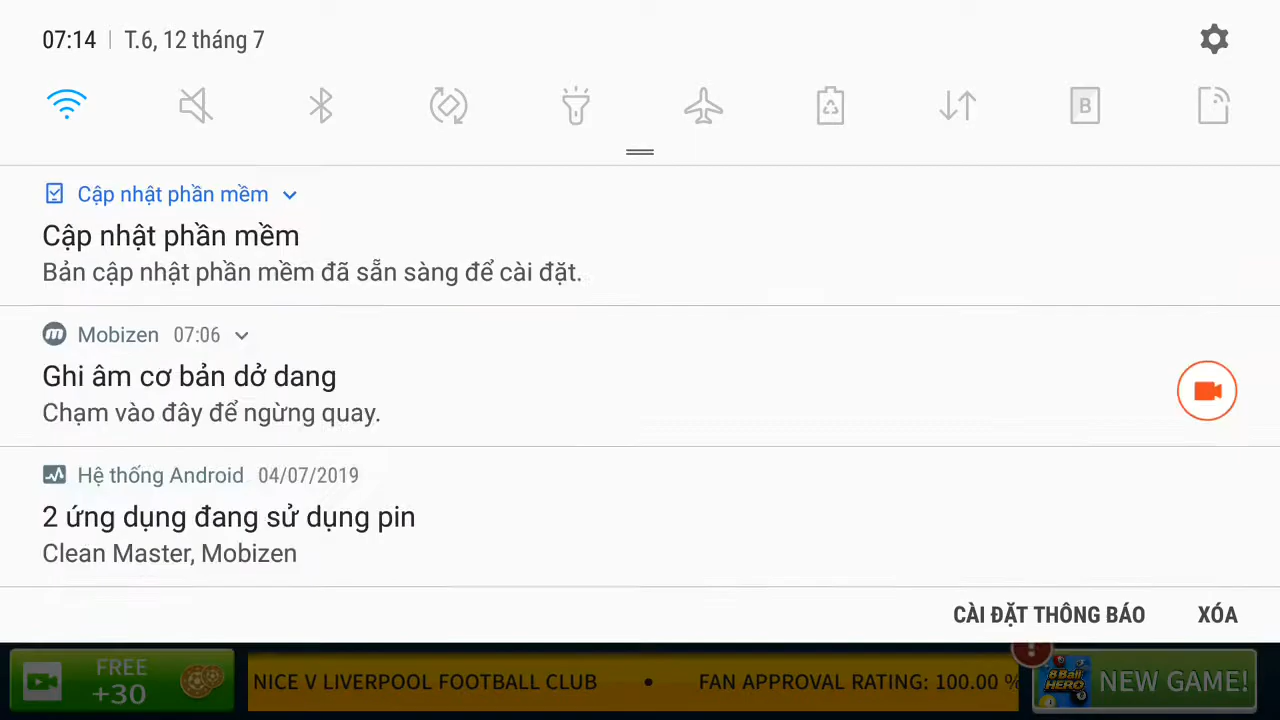 07:14 | T.6, 12 tháng 7
B
Cập nhật phần mềm
Cập nhật phần mềm
Bản cập nhật phần mềm đã sẵn sàng để cài đặt.
m Mobizen 07:06
Ghi âm cơ bản dở dang
Chạm vào đây để ngừng quay.
Hệ thống Android 04/07/2019
2 ứng dụng đang sử dụng pin
Clean Master, Mobizen
CÀI ĐẶT THÔNG BÁO XÓA
FREE
+30
NICE V LIVERPOOL FOOTBALL CLUB • FAN APPROVAL RATING: 100.00 %
8 Ball
HERO
NEW GAME!